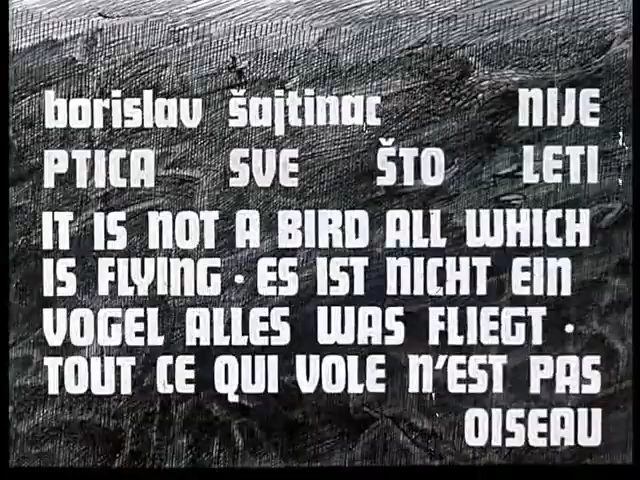 borislav šajtinac NIJE
PTICA SVE ŠTO LETI
IT IS NOT A BIRD ALL WHICH
IS FLYING · ES IST NICHT EIN
VOGEL ALLES WAS FLIEGT ·
TOUT CE QUI VOLE N'EST PAS
OISEAU